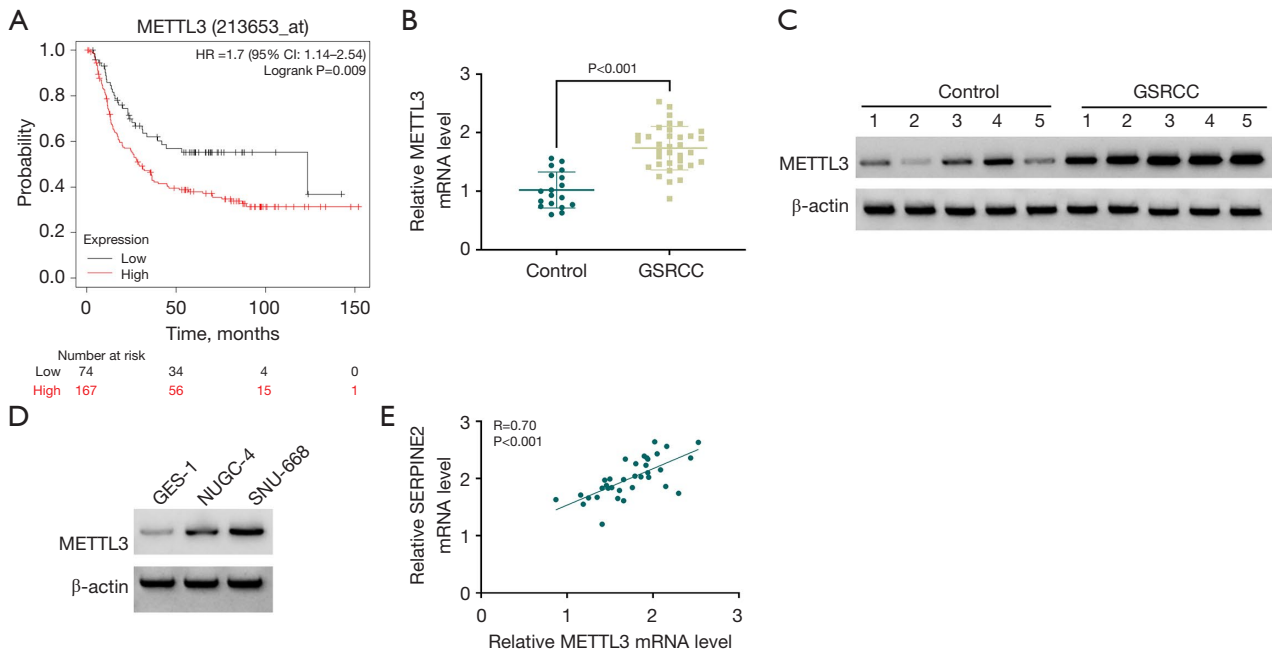 A
METTL3 (213653_at)
HR =1.7 (95% CI: 1.14–2.54)
Logrank P=0.009
1.0
0.8
0.6
0.4
0.2
0.0
Probability
Expression
Low
High
0 50 100 150
Time, months
Number at risk
Low 74 34 4 0
High 167 56 15 1
B
P<0.001
3
2
1
0
Relative METTL3
mRNA level
Control GSRCC
C
Control GSRCC
1 2 3 4 5 1 2 3 4 5
METTL3
β-actin
D
GES-1 NUGC-4 SNU-668
METTL3
β-actin
E
R=0.70
P<0.001
3
2
1
0
Relative SERPINE2
mRNA level
0 1 2 3
Relative METTL3 mRNA level